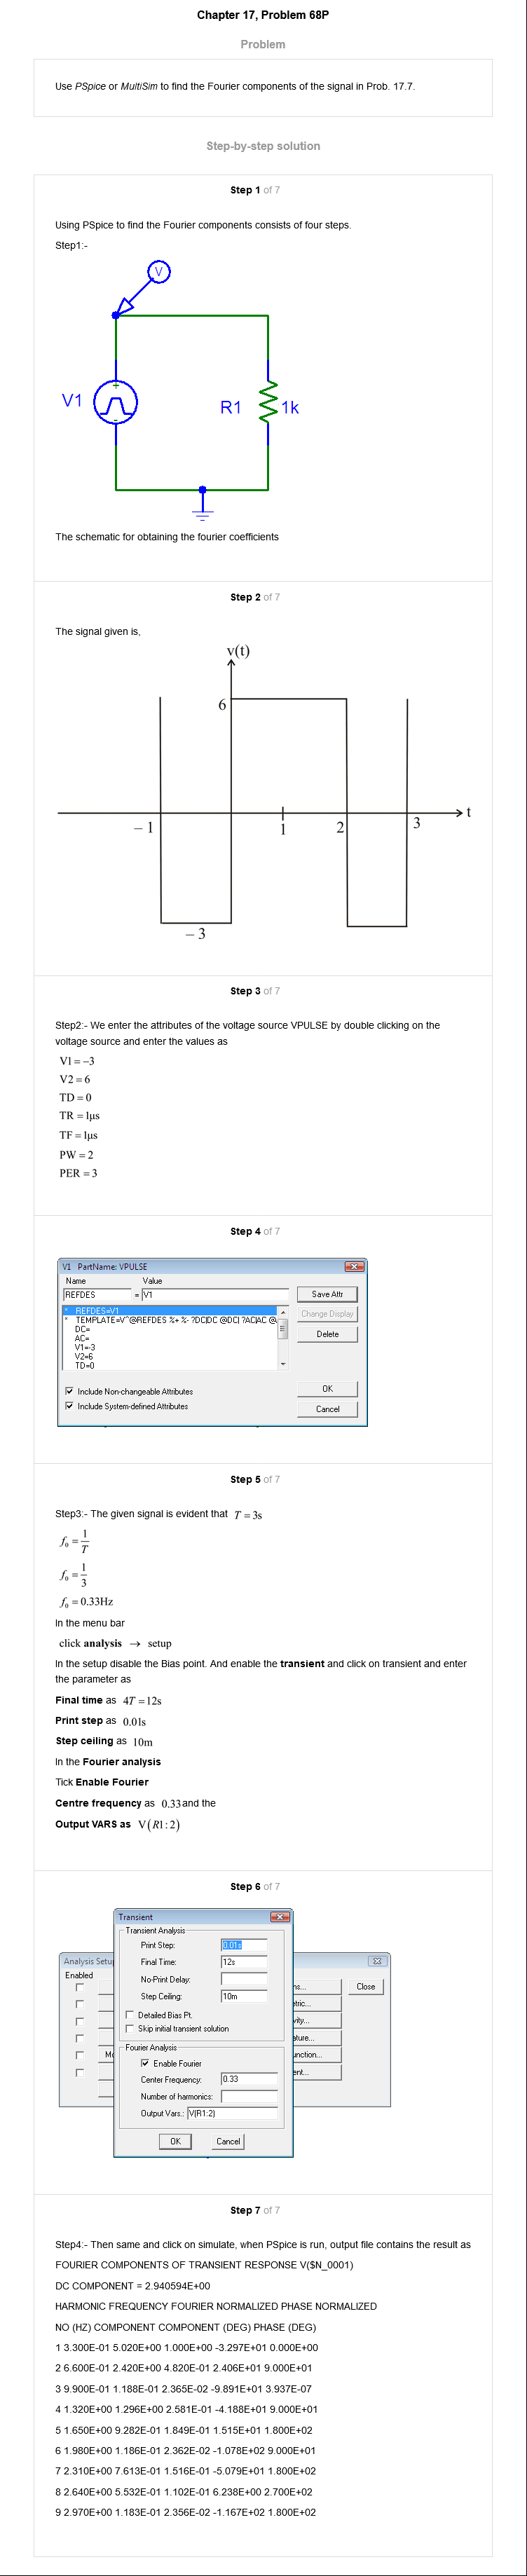 Chapter 17, Problem 68P
Problem
Use PSpice or MultiSim to find the Fourier components of the signal in Prob. 17.7.
Step-by-step solution
Step 1 of 7
Using PSpice to find the Fourier components consists of four steps.
Step1:-
V
V1
+
-
R1
1k
The schematic for obtaining the fourier coefficients
Step 2 of 7
The signal given is,
v(t)
6
t
– 1
1
2
3
– 3
Step 3 of 7
Step2:- We enter the attributes of the voltage source VPULSE by double clicking on the
voltage source and enter the values as
V1 = −3
V2 = 6
TD = 0
TR = 1μs
TF = 1μs
PW = 2
PER = 3
Step 4 of 7
V1 PartName: VPULSE
Name Value
REFDES = V1
Save Attr
* REFDES=V1
Change Display
* TEMPLATE=V^@REFDES %+ %- ?DC|DC @DC| ?AC|AC @
Delete
DC=
AC=
V1=-3
V2=6
TD=0
Include Non-changeable Attributes
OK
Include System-defined Attributes
Cancel
Step 5 of 7
Step3:- The given signal is evident that T = 3s
f₀ = 1/T
f₀ = 1/3
f₀ = 0.33Hz
In the menu bar
click analysis → setup
In the setup disable the Bias point. And enable the transient and click on transient and enter
the parameter as
Final time as 4T = 12s
Print step as 0.01s
Step ceiling as 10m
In the Fourier analysis
Tick Enable Fourier
Centre frequency as 0.33 and the
Output VARS as V(R1:2)
Step 6 of 7
Transient
Transient Analysis
Print Step: 0.01s
Analysis Setu
Final Time: 12s
Enabled
No-Print Delay:
Close
Step Ceiling: 10m
Detailed Bias Pt.
Skip initial transient solution
Fourier Analysis
Enable Fourier
Center Frequency: 0.33
Number of harmonics:
Output Vars.: V(R1:2)
OK
Cancel
Step 7 of 7
Step4:- Then same and click on simulate, when PSpice is run, output file contains the result as
FOURIER COMPONENTS OF TRANSIENT RESPONSE V($N_0001)
DC COMPONENT = 2.940594E+00
HARMONIC FREQUENCY FOURIER NORMALIZED PHASE NORMALIZED
NO (HZ) COMPONENT COMPONENT (DEG) PHASE (DEG)
1 3.300E-01 5.020E+00 1.000E+00 -3.297E+01 0.000E+00
2 6.600E-01 2.420E+00 4.820E-01 2.406E+01 9.000E+01
3 9.900E-01 1.188E-01 2.365E-02 -9.891E+01 3.937E-07
4 1.320E+00 1.296E+00 2.581E-01 -4.188E+01 9.000E+01
5 1.650E+00 9.282E-01 1.849E-01 1.515E+01 1.800E+02
6 1.980E+00 1.186E-01 2.362E-02 -1.078E+02 9.000E+01
7 2.310E+00 7.613E-01 1.516E-01 -5.079E+01 1.800E+02
8 2.640E+00 5.532E-01 1.102E-01 6.238E+00 2.700E+02
9 2.970E+00 1.183E-01 2.356E-02 -1.167E+02 1.800E+02